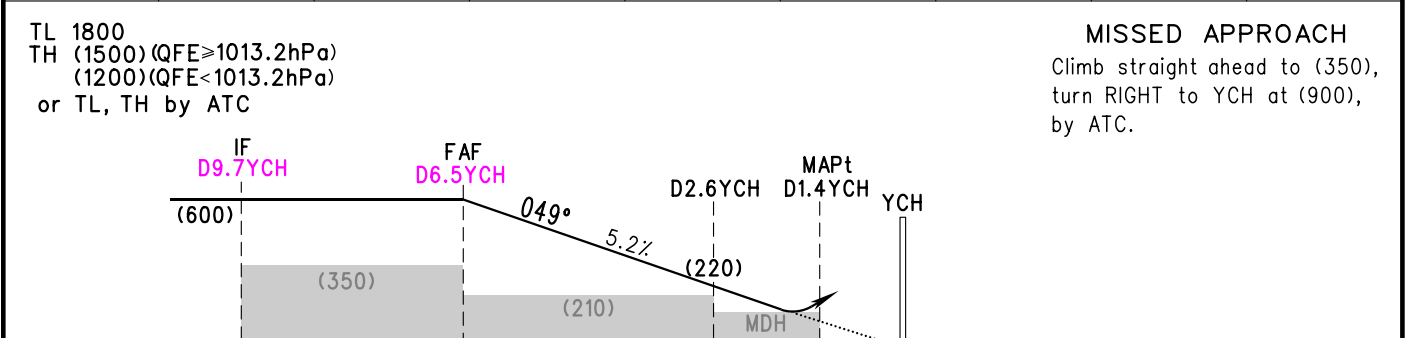 TL 1800
TH (1500)(QFE≥1013.2hPa)
(1200)(QFE<1013.2hPa)
or TL, TH by ATC
MISSED APPROACH
Climb straight ahead to (350),
turn RIGHT to YCH at (900),
by ATC.
IF
D9.7YCH
FAF
D6.5YCH
D2.6YCH
MAPt
D1.4YCH
YCH
(600)
049°
5.2%
(220)
(350)
(210)
MDH